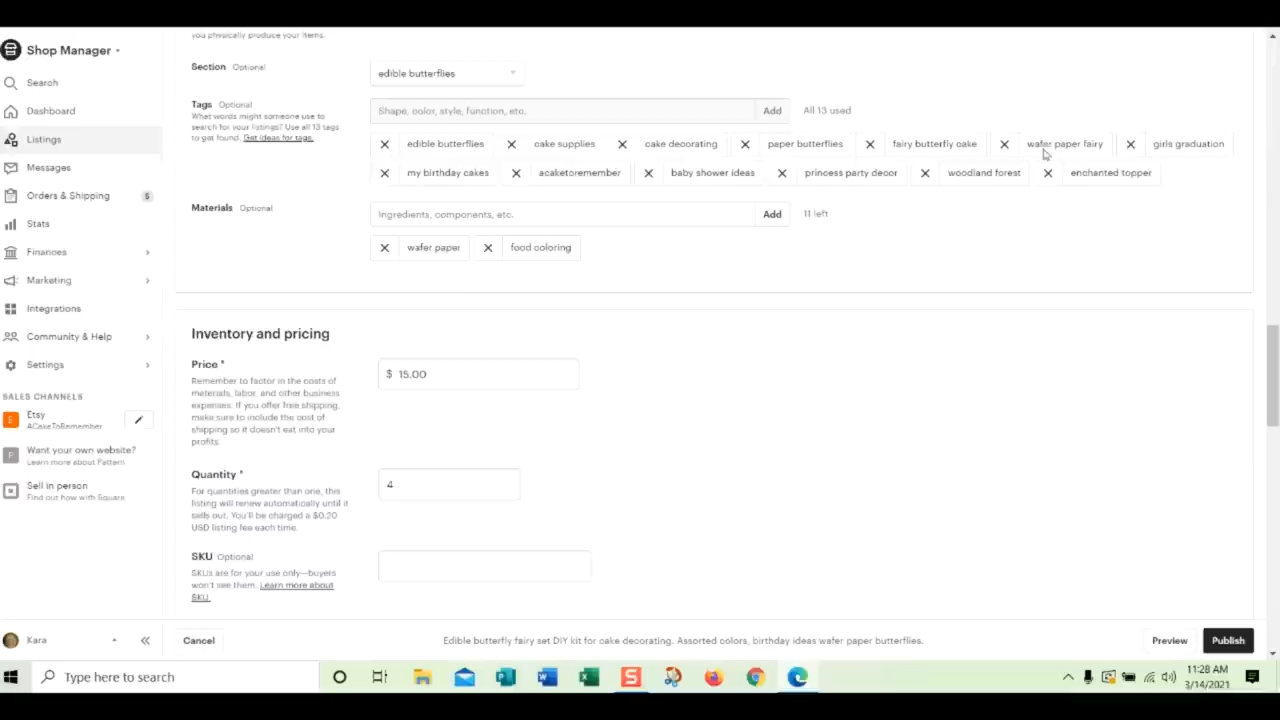 you physically produce your items.
Shop Manager
Search
Dashboard
Listings
Messages
Orders & Shipping 5
Stats
Finances
Marketing
Integrations
Community & Help
Settings
SALES CHANNELS
Etsy
ACakeToRemember
Want your own website?
Learn more about Pattern
Sell in person
Find out how with Square
Kara
Section Optional
edible butterflies
Tags Optional
What words might someone use to
search for your listings? Use all 13 tags
to get found. Get ideas for tags.
Shape, color, style, function, etc. Add All 13 used
edible butterflies cake supplies cake decorating paper butterflies fairy butterfly cake wafer paper fairy girls graduation
my birthday cakes acaketoremember baby shower ideas princess party decor woodland forest enchanted topper
Materials Optional
Ingredients, components, etc. Add 11 left
wafer paper food coloring
Inventory and pricing
Price *
Remember to factor in the costs of
materials, labor, and other business
expenses. If you offer free shipping,
make sure to include the cost of
shipping so it doesn't eat into your
profits.
$ 15.00
Quantity *
For quantities greater than one, this
listing will renew automatically until it
sells out. You'll be charged a $0.20
USD listing fee each time.
4
SKU Optional
SKUs are for your use only—buyers
won't see them. Learn more about
SKU.
Cancel
Edible butterfly fairy set DIY kit for cake decorating. Assorted colors, birthday ideas wafer paper butterflies.
Preview
Publish
Type here to search
11:28 AM
3/14/2021